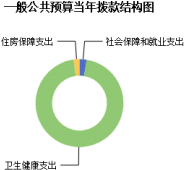 一般公共预算当年拨款结构图
住房保障支出
社会保障和就业支出
卫生健康支出